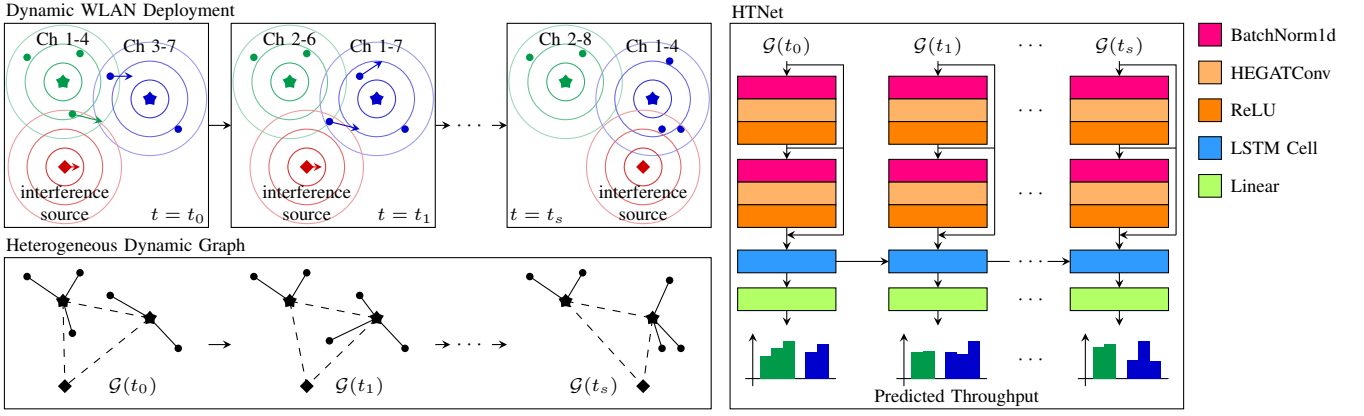 Dynamic WLAN Deployment
Ch 1-4
Ch 3-7
interference
source
t = t₀
Ch 2-6
Ch 1-7
interference
source
t = t₁
· · ·
Ch 2-8
Ch 1-4
interference
source
t = tₛ
Heterogeneous Dynamic Graph
𝒢(t₀)
𝒢(t₁)
· · ·
𝒢(tₛ)
HTNet
𝒢(t₀) 𝒢(t₁) · · · 𝒢(tₛ)
· · ·
· · ·
· · ·
· · ·
· · ·
Predicted Throughput
BatchNorm1d
HEGATConv
ReLU
LSTM Cell
Linear